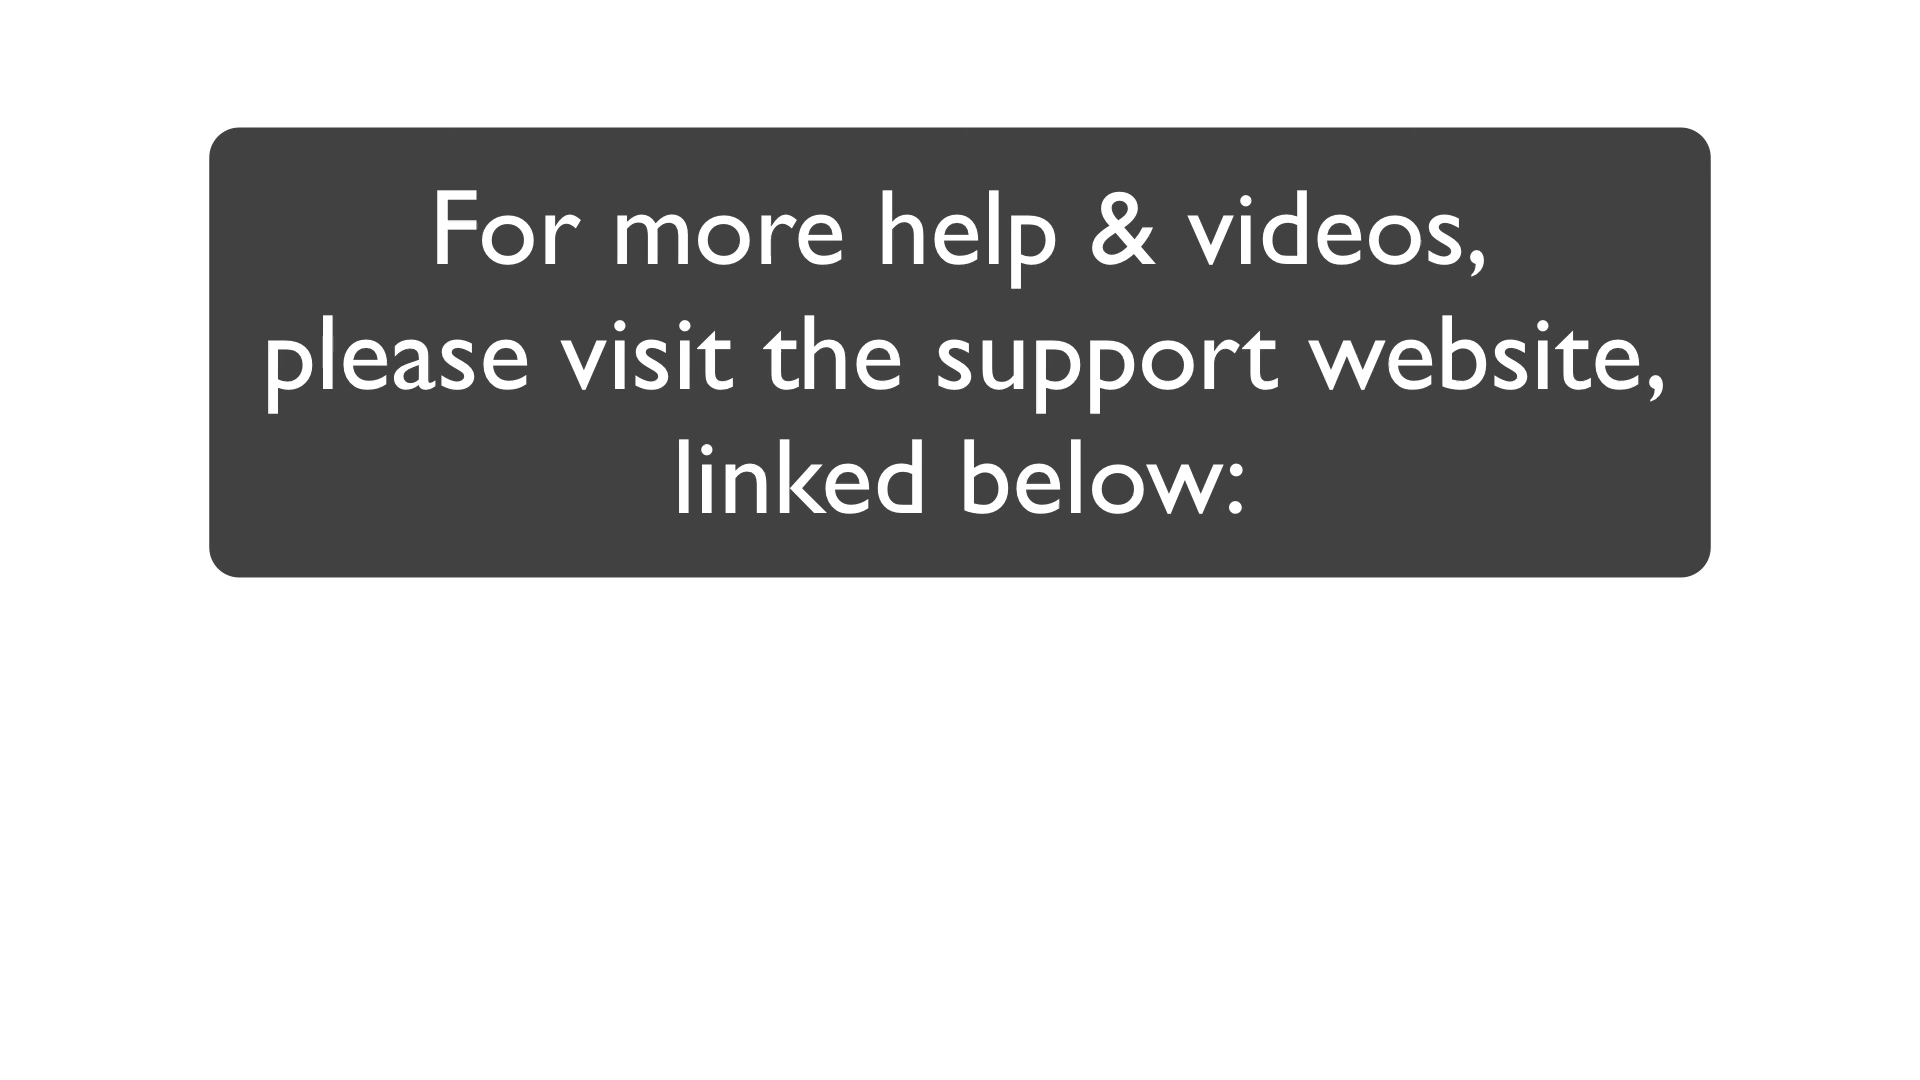 For more help & videos,
please visit the support website,
linked below: